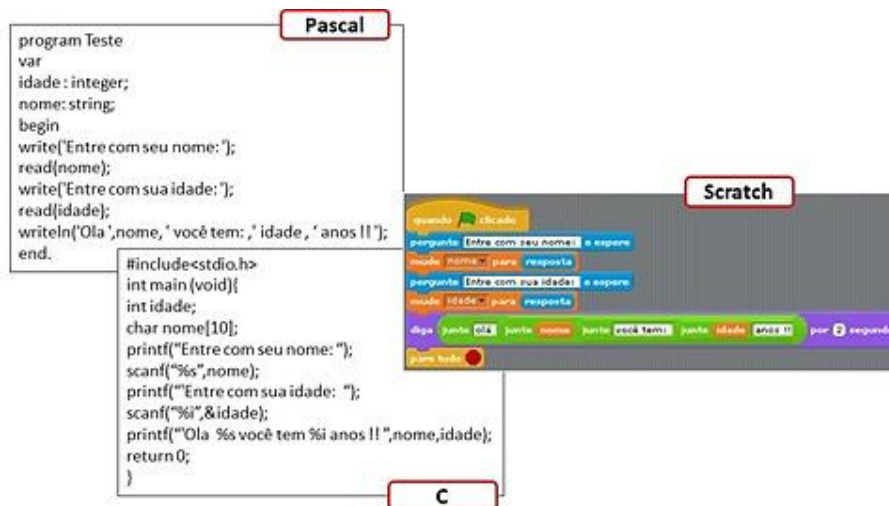 Pascal
program Teste
var
idade : integer;
nome: string;
begin
write('Entre com seu nome: ');
read(nome);
write('Entre com sua idade: ');
read(idade);
writeln('Ola ',nome, ' você tem: ,' idade , ‘ anos !! ');
end.
#include<stdio.h>
int main (void){
int idade;
char nome[10];
printf("Entre com seu nome: ");
scanf("%s",nome);
printf(""Entre com sua idade:  ");
scanf("%i",&idade);
printf(""Ola  %s você tem %i anos !! ",nome,idade);
return 0;
}
C
Scratch
quando clicado
pergunte Entre com seu nome: e espere
mude nome para resposta
pergunte Entre com sua idade: e espere
mude idade para resposta
diga junte olá junte nome junte você tem: junte idade anos !! por 2 segundo
pare tudo